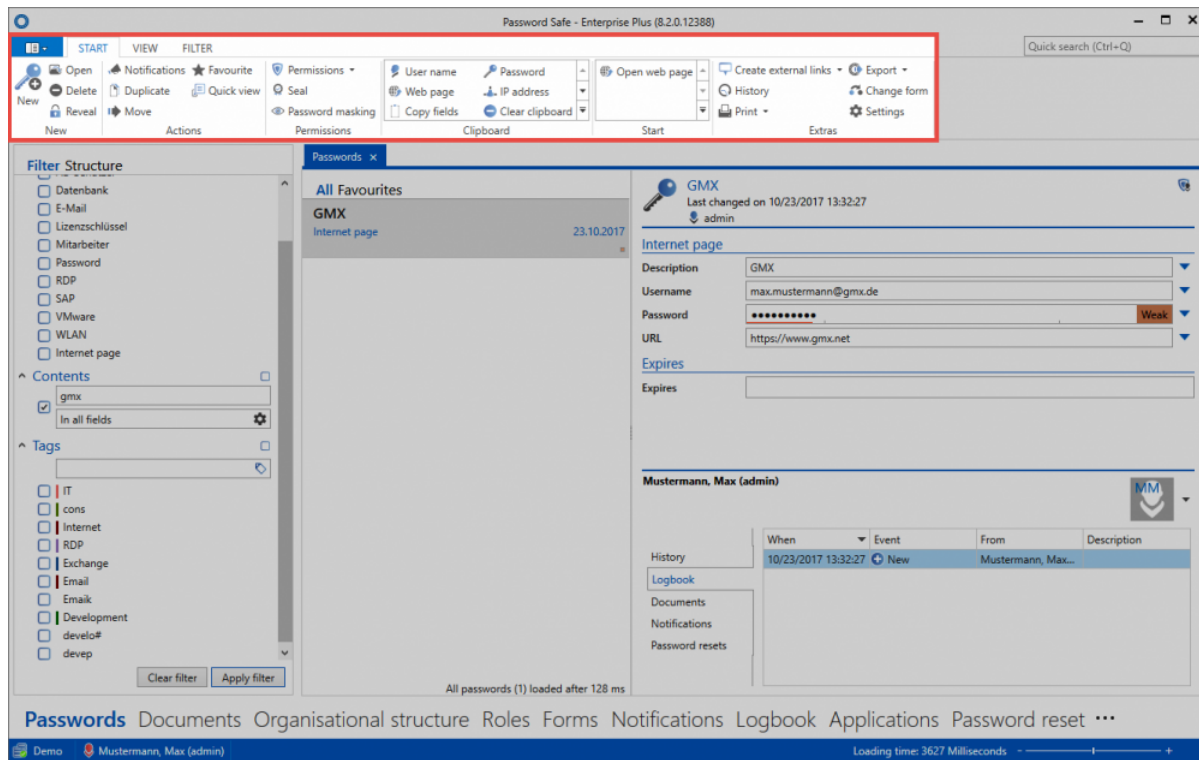 Password Safe - Enterprise Plus (8.2.0.12388)
START VIEW FILTER
Quick search (Ctrl+Q)
New
Open
Delete
Reveal
New
Notifications Favourite
Duplicate Quick view
Move
Actions
Permissions
Seal
Password masking
Permissions
User name Password
Web page IP address
Copy fields Clear clipboard
Clipboard
Open web page
Start
Create external links Export
History Change form
Print Settings
Extras
Filter Structure
Datenbank
E-Mail
Lizenzschlüssel
Mitarbeiter
Password
RDP
SAP
VMware
WLAN
Internet page
Contents
gmx
In all fields
Tags
IT
cons
Internet
RDP
Exchange
Email
Emaik
Development
develo#
devep
Clear filter Apply filter
Passwords ×
All Favourites
GMX
Internet page 23.10.2017
All passwords (1) loaded after 128 ms
GMX
Last changed on 10/23/2017 13:32:27
admin
Internet page
Description GMX
Username max.mustermann@gmx.de
Password •••••••••• Weak
URL https://www.gmx.net
Expires
Expires
Mustermann, Max (admin)
MM
History
Logbook
Documents
Notifications
Password resets
When Event From Description
10/23/2017 13:32:27 New Mustermann, Max...
Passwords Documents Organisational structure Roles Forms Notifications Logbook Applications Password reset ···
Demo Mustermann, Max (admin) Loading time: 3627 Milliseconds - +